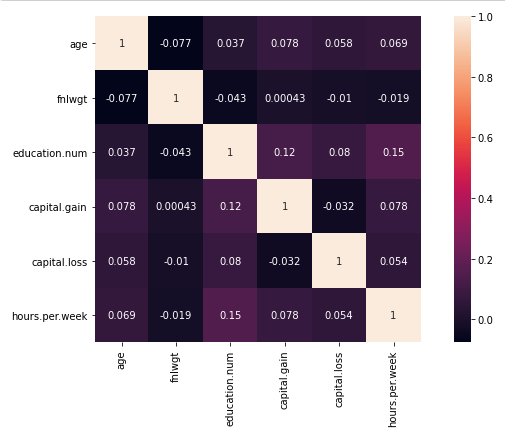 age 1 -0.077 0.037 0.078 0.058 0.069
fnlwgt -0.077 1 -0.043 0.00043 -0.01 -0.019
education.num 0.037 -0.043 1 0.12 0.08 0.15
capital.gain 0.078 0.00043 0.12 1 -0.032 0.078
capital.loss 0.058 -0.01 0.08 -0.032 1 0.054
hours.per.week 0.069 -0.019 0.15 0.078 0.054 1
age fnlwgt education.num capital.gain capital.loss hours.per.week
1.0
0.8
0.6
0.4
0.2
0.0